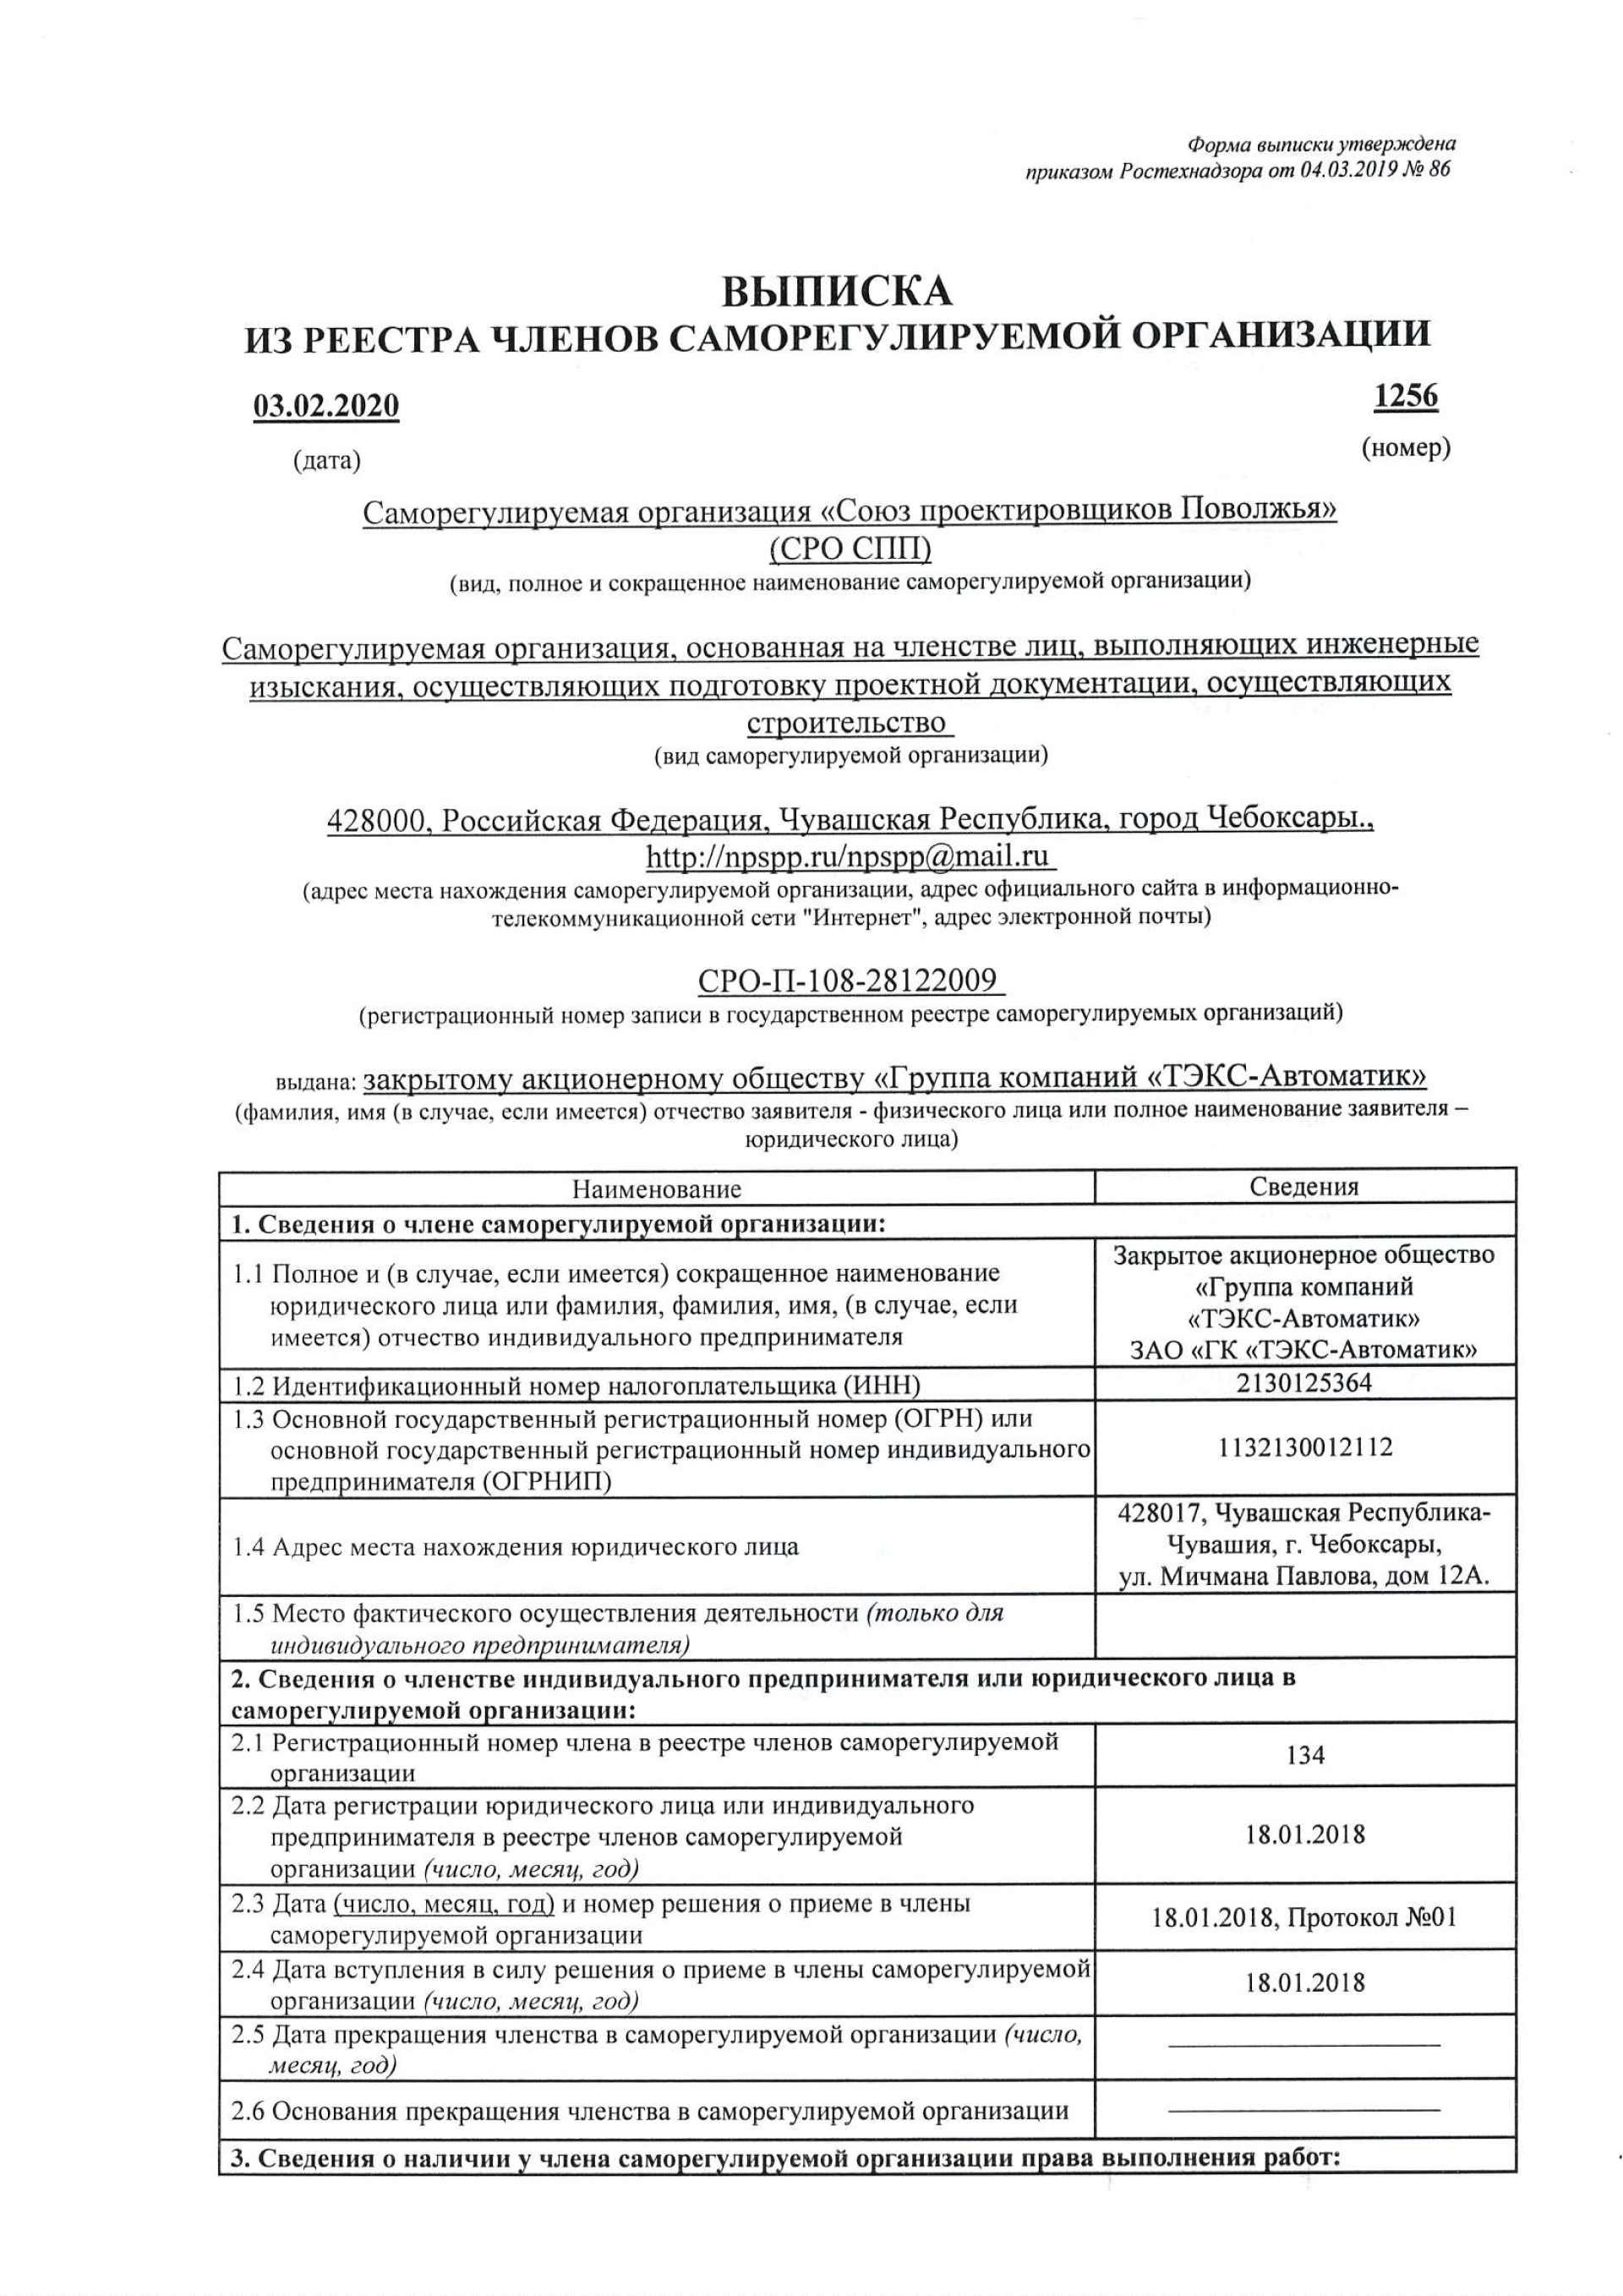 Форма выписки утверждена
приказом Ростехнадзора от 04.03.2019 № 86
ВЫПИСКА
ИЗ РЕЕСТРА ЧЛЕНОВ САМОРЕГУЛИРУЕМОЙ ОРГАНИЗАЦИИ
03.02.2020
1256
(дата)
(номер)
Саморегулируемая организация «Союз проектировщиков Поволжья»
(СРО СПП)
(вид, полное и сокращенное наименование саморегулируемой организации)
Саморегулируемая организация, основанная на членстве лиц, выполняющих инженерные
изыскания, осуществляющих подготовку проектной документации, осуществляющих
строительство
(вид саморегулируемой организации)
428000, Российская Федерация, Чувашская Республика, город Чебоксары.,
http://npspp.ru/npspp@mail.ru
(адрес места нахождения саморегулируемой организации, адрес официального сайта в информационно-
телекоммуникационной сети "Интернет", адрес электронной почты)
СРО-П-108-28122009
(регистрационный номер записи в государственном реестре саморегулируемых организаций)
выдана: закрытому акционерному обществу «Группа компаний «ТЭКС-Автоматик»
(фамилия, имя (в случае, если имеется) отчество заявителя - физического лица или полное наименование заявителя –
юридического лица)
Наименование
Сведения
1. Сведения о члене саморегулируемой организации:
1.1 Полное и (в случае, если имеется) сокращенное наименование
юридического лица или фамилия, фамилия, имя, (в случае, если
имеется) отчество индивидуального предпринимателя
Закрытое акционерное общество
«Группа компаний
«ТЭКС-Автоматик»
ЗАО «ГК «ТЭКС-Автоматик»
1.2 Идентификационный номер налогоплательщика (ИНН)
2130125364
1.3 Основной государственный регистрационный номер (ОГРН) или
основной государственный регистрационный номер индивидуального
предпринимателя (ОГРНИП)
1132130012112
1.4 Адрес места нахождения юридического лица
428017, Чувашская Республика-
Чувашия, г. Чебоксары,
ул. Мичмана Павлова, дом 12А.
1.5 Место фактического осуществления деятельности (только для
индивидуального предпринимателя)
2. Сведения о членстве индивидуального предпринимателя или юридического лица в
саморегулируемой организации:
2.1 Регистрационный номер члена в реестре членов саморегулируемой
организации
134
2.2 Дата регистрации юридического лица или индивидуального
предпринимателя в реестре членов саморегулируемой
организации (число, месяц, год)
18.01.2018
2.3 Дата (число, месяц, год) и номер решения о приеме в члены
саморегулируемой организации
18.01.2018, Протокол №01
2.4 Дата вступления в силу решения о приеме в члены саморегулируемой
организации (число, месяц, год)
18.01.2018
2.5 Дата прекращения членства в саморегулируемой организации (число,
месяц, год)
2.6 Основания прекращения членства в саморегулируемой организации
3. Сведения о наличии у члена саморегулируемой организации права выполнения работ: